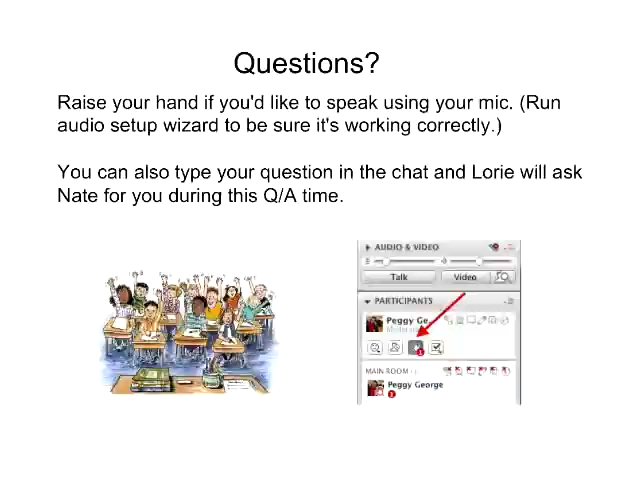 Questions?
Raise your hand if you'd like to speak using your mic. (Run
audio setup wizard to be sure it's working correctly.)
You can also type your question in the chat and Lorie will ask
Nate for you during this Q/A time.
AUDIO & VIDEO
Talk Video
PARTICIPANTS
Peggy Ge...
MAIN ROOM
Peggy George